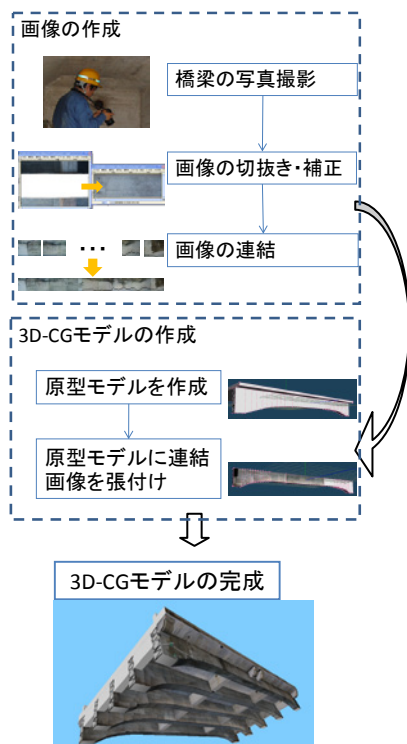 画像の作成
橋梁の写真撮影
画像の切抜き・補正
・・・
画像の連結
3D-CGモデルの作成
原型モデルを作成
原型モデルに連結
画像を張付け
3D-CGモデルの完成